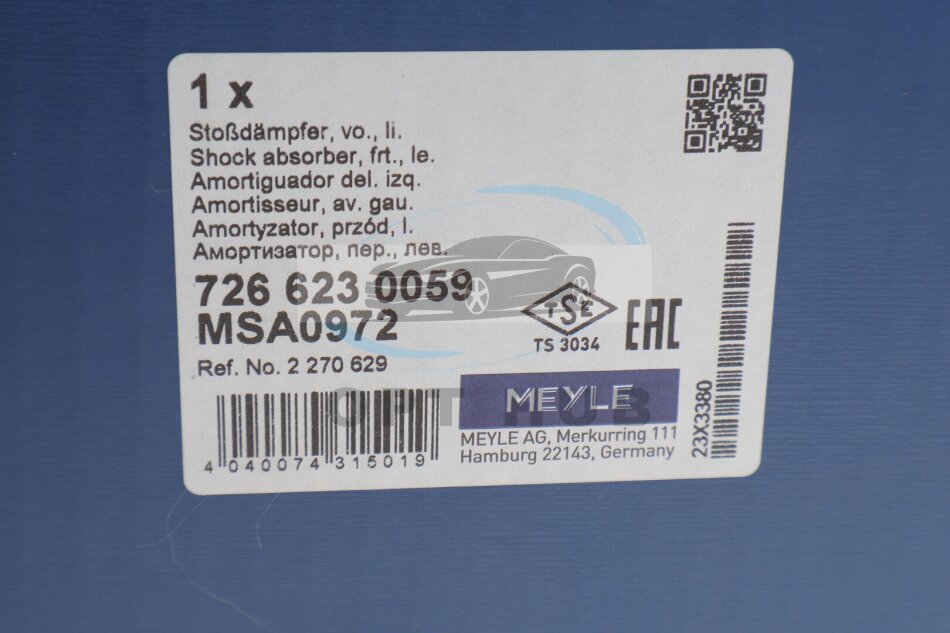 1 x
Stoßdämpfer, vo., li.
Shock absorber, frt., le.
Amortiguador del. izq.
Amortisseur, av. gau.
Amortyzator, przód, l.
Амортизатор, пер., лев.
726 623 0059
MSA0972
TSE
TS 3034
EAC
Ref. No. 2 270 629
OPT HUB
MEYLE
MEYLE AG, Merkurring 111
Hamburg 22143, Germany
4 040074 315019
23X3380